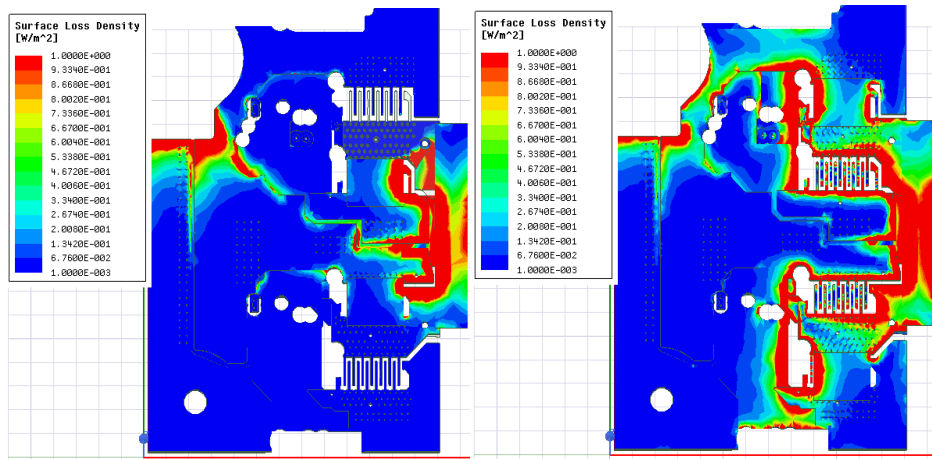 Surface Loss Density
[W/m^2]
1.0000E+000
9.3340E-001
8.6680E-001
8.0020E-001
7.3360E-001
6.6700E-001
6.0040E-001
5.3380E-001
4.6720E-001
4.0060E-001
3.3400E-001
2.6740E-001
2.0080E-001
1.3420E-001
6.7600E-002
1.0000E-003
Surface Loss Density
[W/m^2]
1.0000E+000
9.3340E-001
8.6680E-001
8.0020E-001
7.3360E-001
6.6700E-001
6.0040E-001
5.3380E-001
4.6720E-001
4.0060E-001
3.3400E-001
2.6740E-001
2.0080E-001
1.3420E-001
6.7600E-002
1.0000E-003